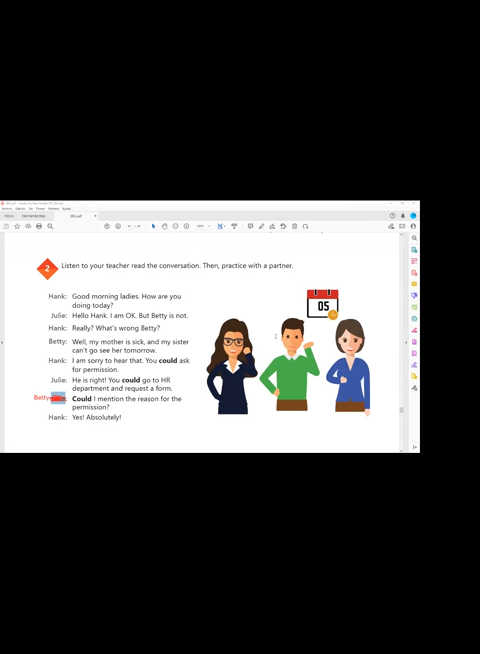 Inicio Herramientas
2 Listen to your teacher read the conversation. Then, practice with a partner.
Hank: Good morning ladies. How are you
doing today?
Julie: Hello Hank. I am OK. But Betty is not.
Hank: Really? What's wrong Betty?
Betty: Well, my mother is sick, and my sister
can't go see her tomorrow.
Hank: I am sorry to hear that. You could ask
for permission.
Julie: He is right! You could go to HR
department and request a form.
Betty: Could I mention the reason for the
permission?
Hank: Yes! Absolutely!
05